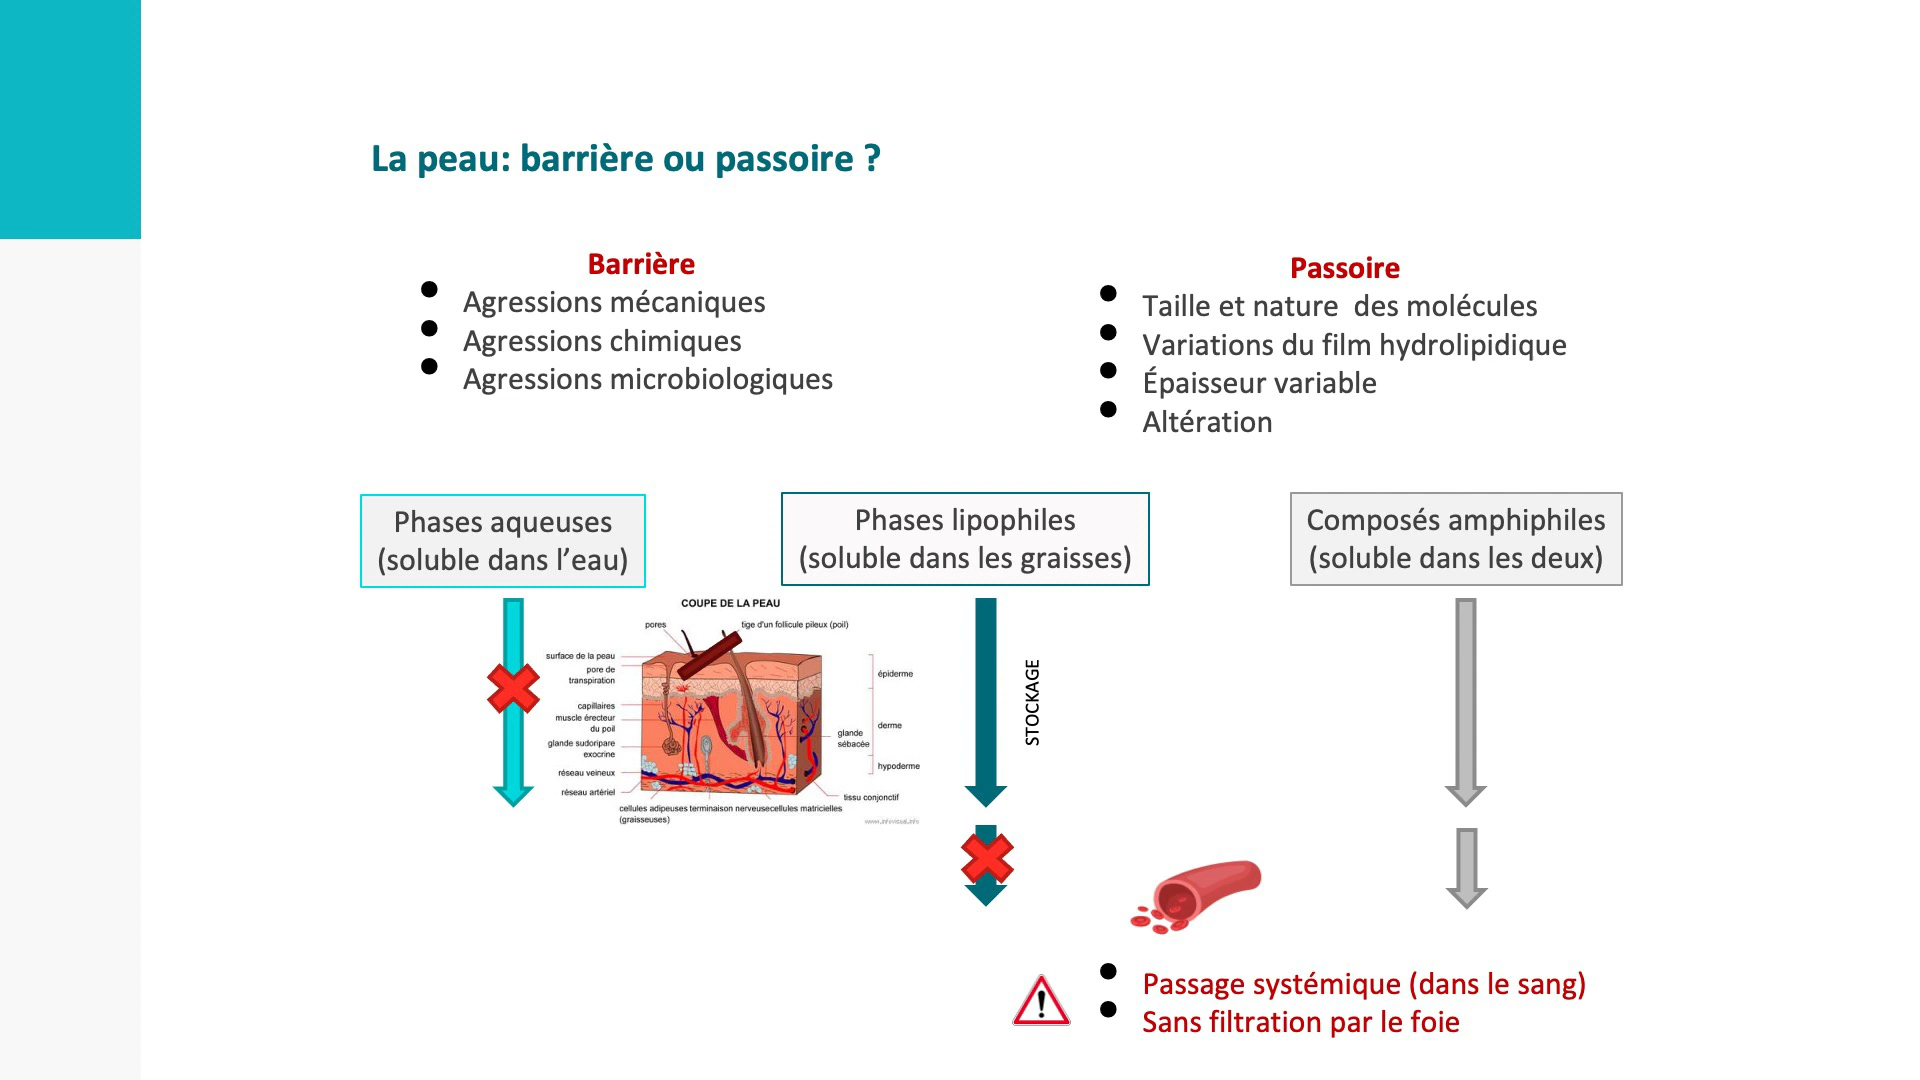 La peau: barrière ou passoire ?
Barrière
Agressions mécaniques
Agressions chimiques
Agressions microbiologiques
Passoire
Taille et nature  des molécules
Variations du film hydrolipidique
Épaisseur variable
Altération
Phases aqueuses
(soluble dans l’eau)
Phases lipophiles
(soluble dans les graisses)
Composés amphiphiles
(soluble dans les deux)
COUPE DE LA PEAU
pores
tige d'un follicule pileux (poil)
surface de la peau
pore de
transpiration
capillaires
muscle érecteur
du poil
glande sudoripare
exocrine
réseau veineux
réseau artériel
cellules adipeuses terminaison nerveusecellules matricielles
(graisseuses)
épiderme
derme
glande
sébacée
hypoderme
tissu conjonctif
www.infovisual.info
STOCKAGE
Passage systémique (dans le sang)
Sans filtration par le foie